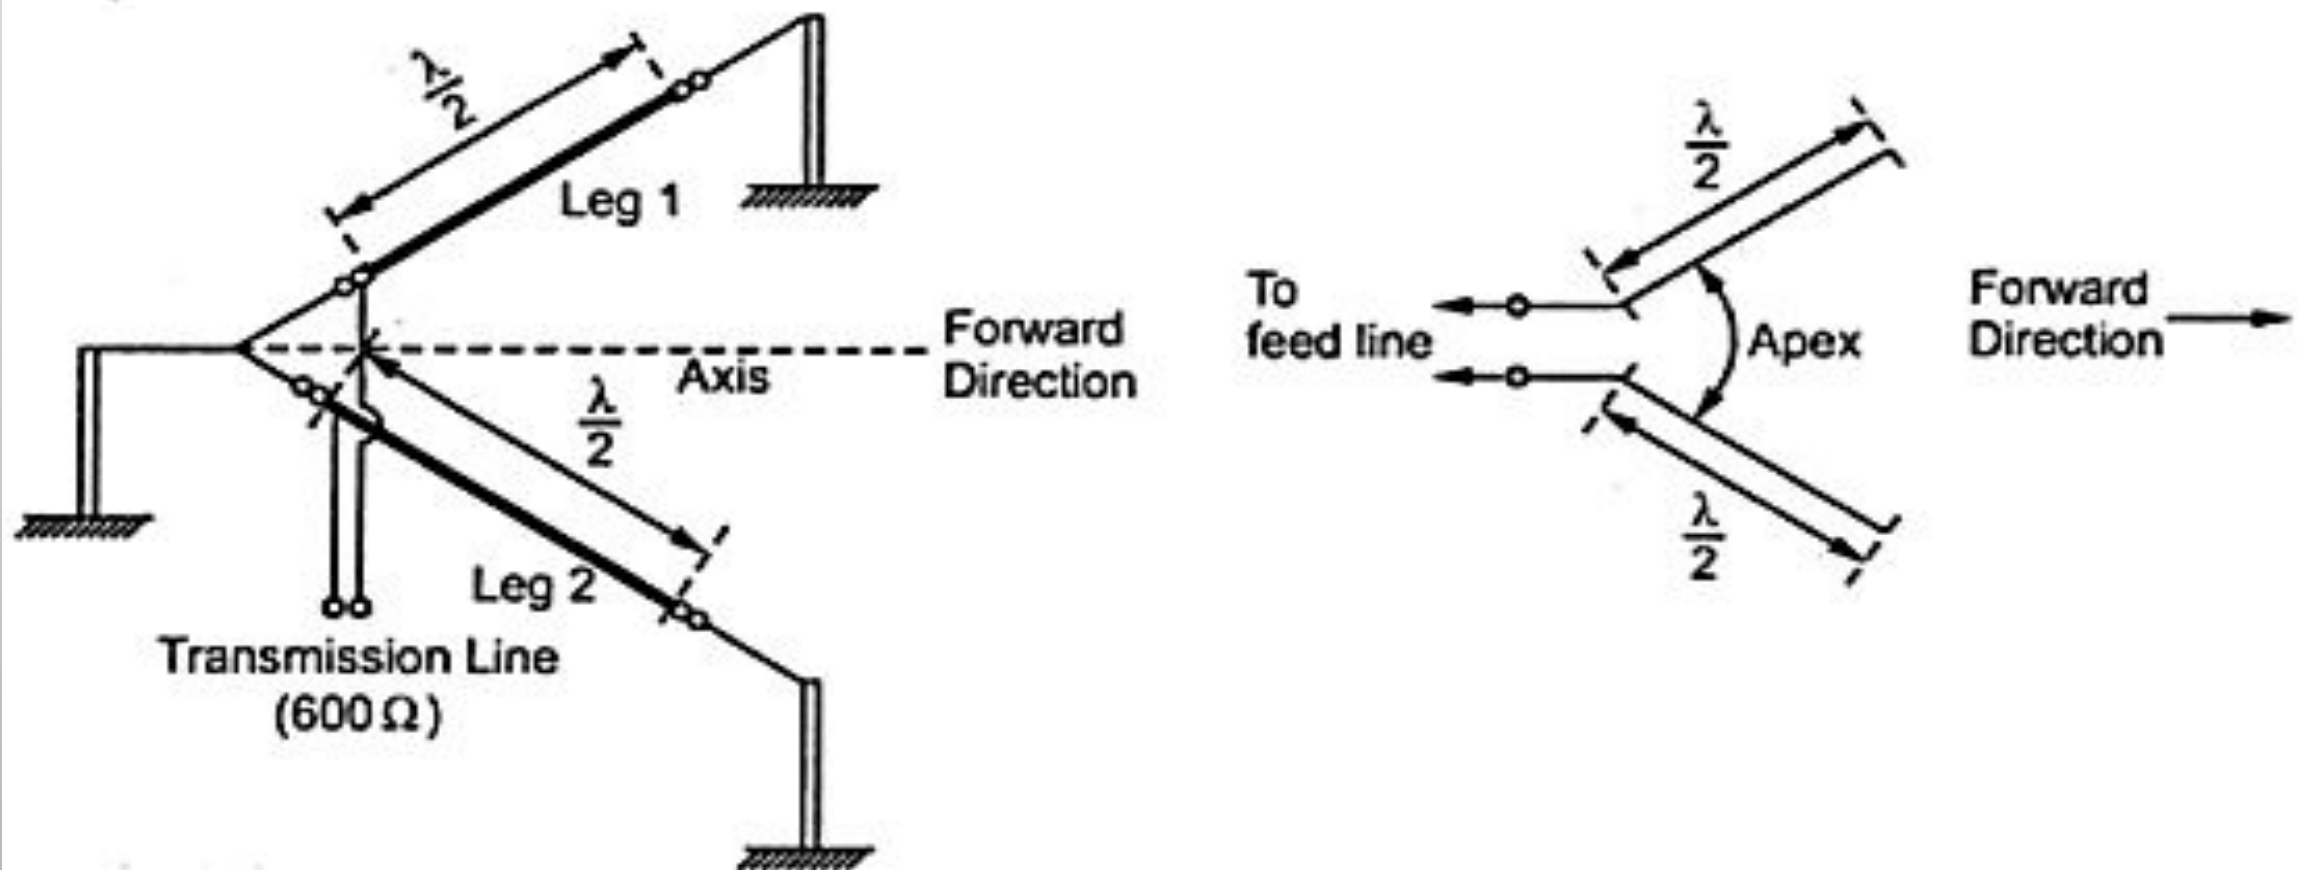 λ/2
Leg 1
Forward
Direction
Axis
λ/2
Leg 2
Transmission Line
(600 Ω)
λ/2
To
feed line
Apex
Forward
Direction
λ/2